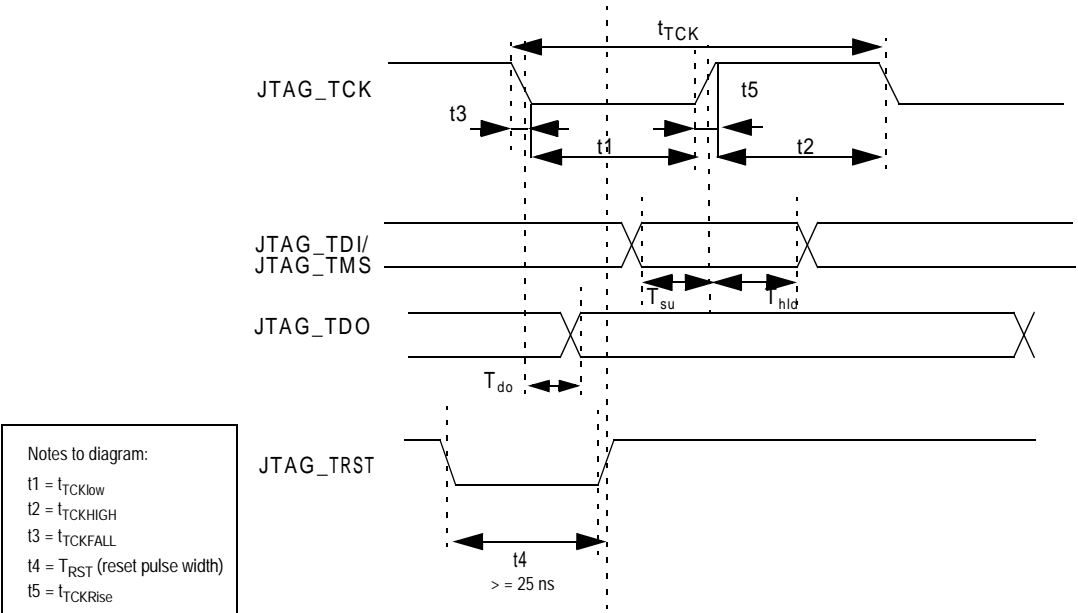 tTCK
JTAG_TCK
t5
t3
t1
t2
JTAG_TDI/
JTAG_TMS
Tsu
Thld
JTAG_TDO
Tdo
JTAG_TRST
t4
> = 25 ns
Notes to diagram:
t1 = tTCKlow
t2 = tTCKHIGH
t3 = tTCKFALL
t4 = TRST (reset pulse width)
t5 = tTCKRise